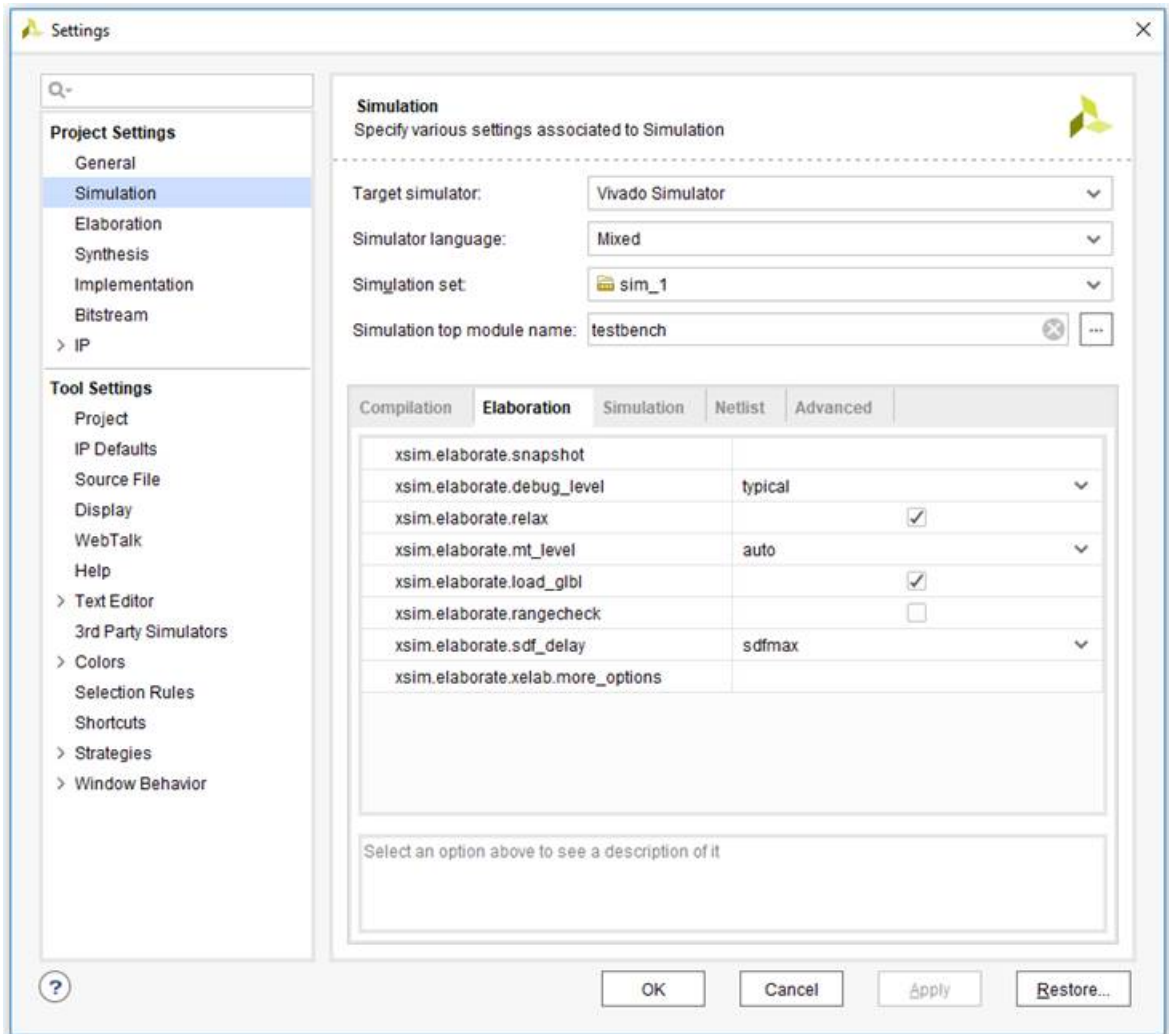 Settings
Project Settings
General
Simulation
Elaboration
Synthesis
Implementation
Bitstream
> IP
Tool Settings
Project
IP Defaults
Source File
Display
WebTalk
Help
> Text Editor
3rd Party Simulators
> Colors
Selection Rules
Shortcuts
> Strategies
> Window Behavior
Simulation
Specify various settings associated to Simulation
Target simulator: Vivado Simulator
Simulator language: Mixed
Simulation set: sim_1
Simulation top module name: testbench ...
Compilation Elaboration Simulation Netlist Advanced
xsim.elaborate.snapshot
xsim.elaborate.debug_level typical
xsim.elaborate.relax
xsim.elaborate.mt_level auto
xsim.elaborate.load_glbl
xsim.elaborate.rangecheck
xsim.elaborate.sdf_delay sdfmax
xsim.elaborate.xelab.more_options
Select an option above to see a description of it
? OK Cancel Apply Restore...